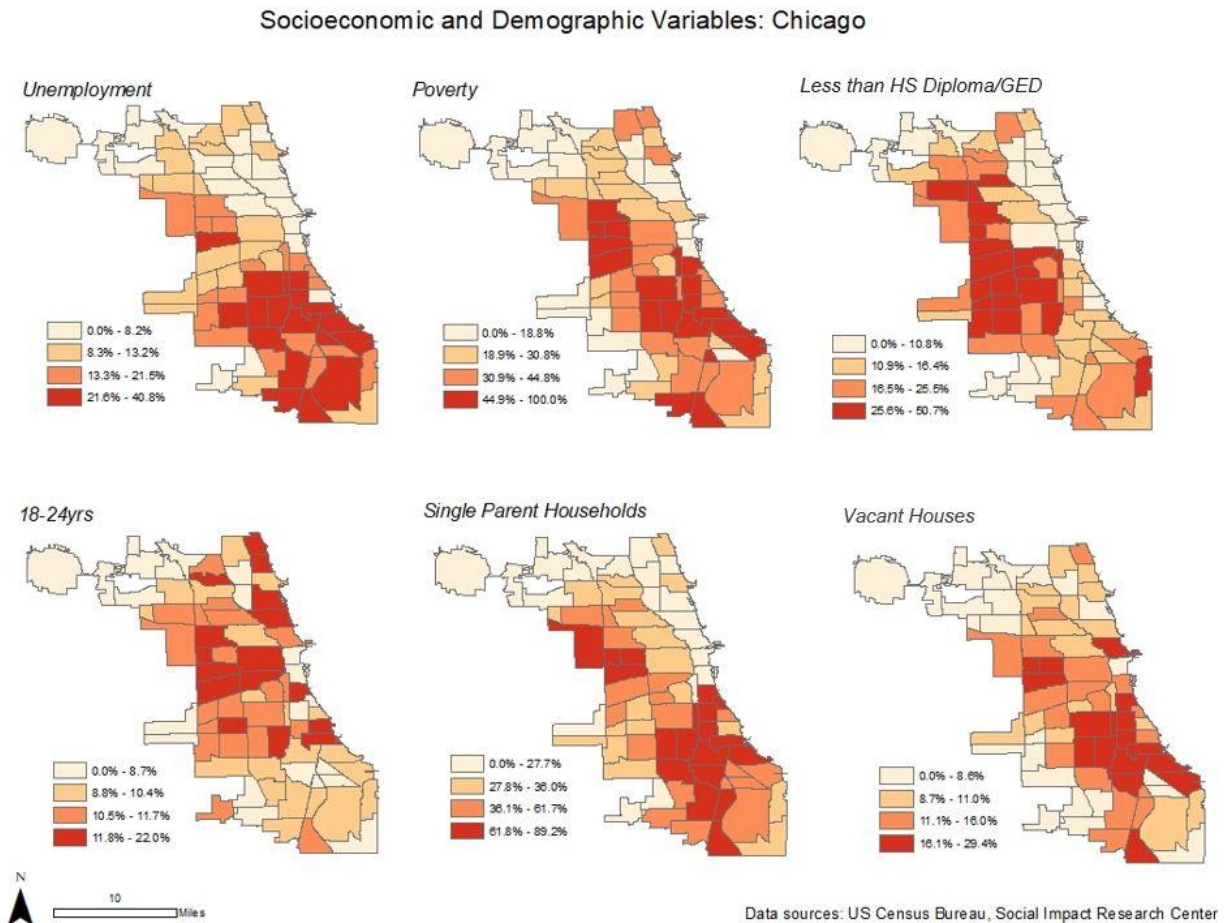 Socioeconomic and Demographic Variables: Chicago
Unemployment
0.0% - 8.2%
8.3% - 13.2%
13.3% - 21.5%
21.6% - 40.8%
Poverty
0.0% - 18.8%
18.9% - 30.8%
30.9% - 44.8%
44.9% - 100.0%
Less than HS Diploma/GED
0.0% - 10.8%
10.9% - 16.4%
16.5% - 25.5%
25.6% - 50.7%
18-24yrs
0.0% - 8.7%
8.8% - 10.4%
10.5% - 11.7%
11.8% - 22.0%
Single Parent Households
0.0% - 27.7%
27.8% - 36.0%
36.1% - 61.7%
61.8% - 89.2%
Vacant Houses
0.0% - 8.6%
8.7% - 11.0%
11.1% - 16.0%
16.1% - 29.4%
N
10
Miles
Data sources: US Census Bureau, Social Impact Research Center